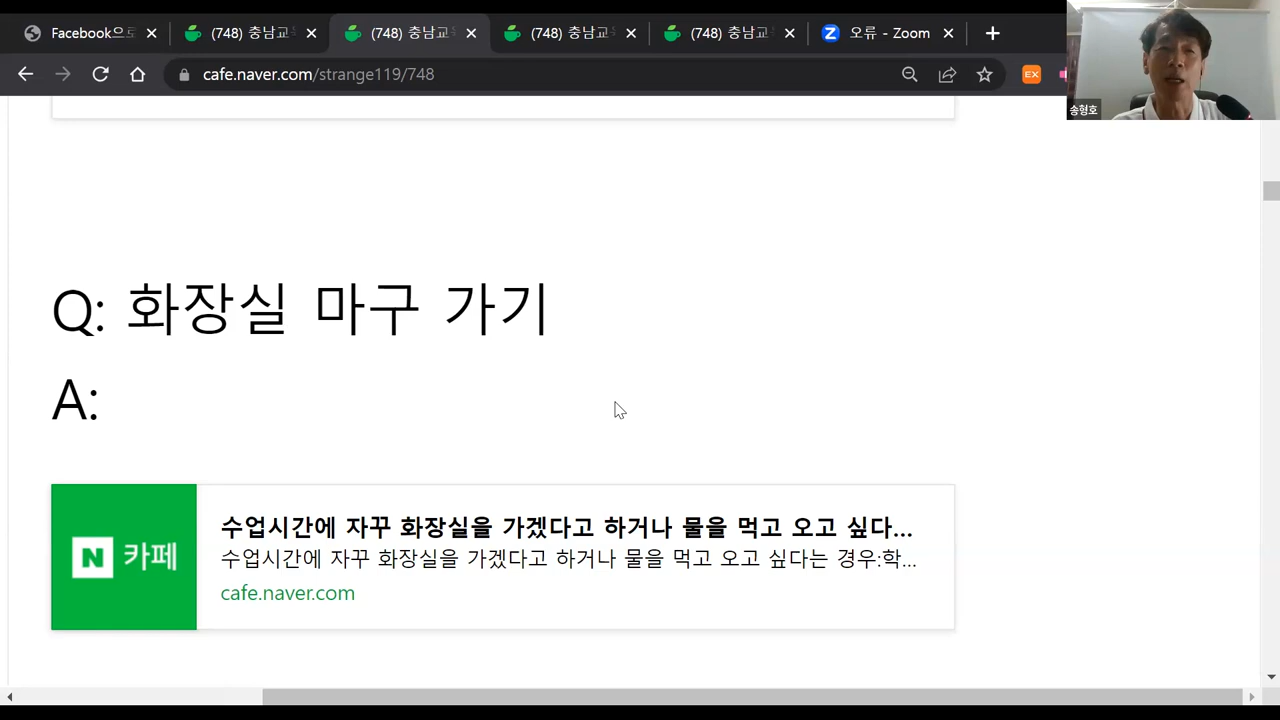 Facebook으로
(748) 충남교육
(748) 충남교육
(748) 충남교육
(748) 충남교육
오류 - Zoom
cafe.naver.com/strange119/748
EX
송형호
Q: 화장실 마구 가기
A:
N 카페
수업시간에 자꾸 화장실을 가겠다고 하거나 물을 먹고 오고 싶다...
수업시간에 자꾸 화장실을 가겠다고 하거나 물을 먹고 오고 싶다는 경우:학...
cafe.naver.com